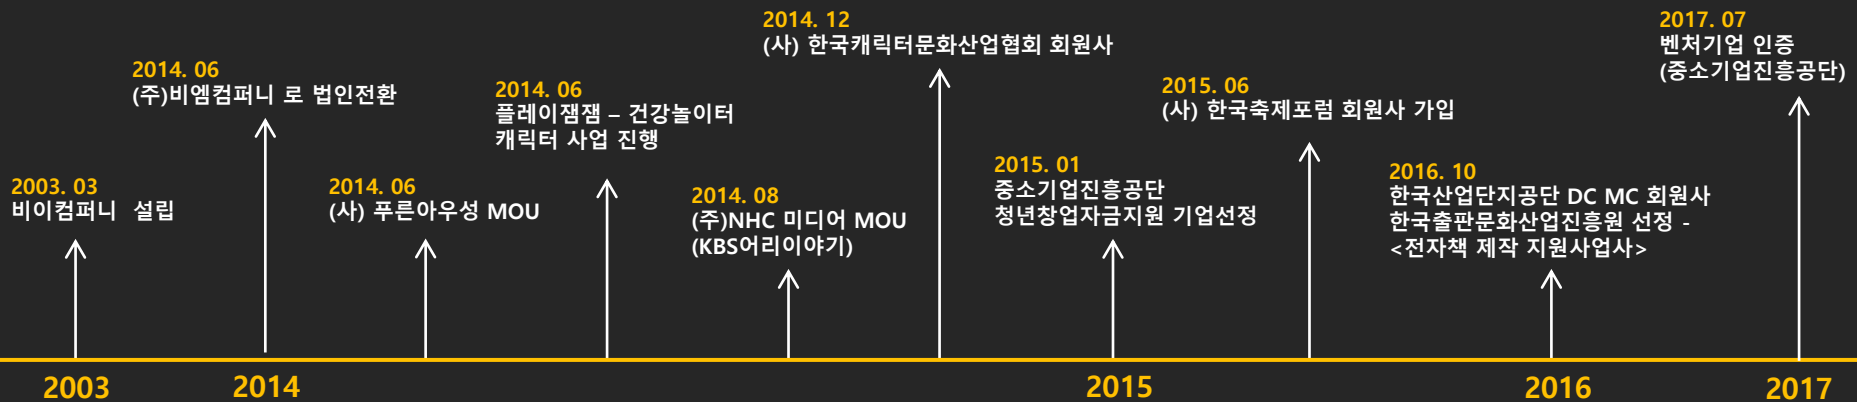 2003. 03
비이컴퍼니 설립
2014. 06
(주)비엠컴퍼니 로 법인전환
2014. 06
(사) 푸른아우성 MOU
2014. 06
플레이잼잼 – 건강놀이터
캐릭터 사업 진행
2014. 08
(주)NHC 미디어 MOU
(KBS어리이야기)
2014. 12
(사) 한국캐릭터문화산업협회 회원사
2015. 01
중소기업진흥공단
청년창업자금지원 기업선정
2015. 06
(사) 한국축제포럼 회원사 가입
2016. 10
한국산업단지공단 DC MC 회원사
한국출판문화산업진흥원 선정 -
<전자책 제작 지원사업사>
2017. 07
벤처기업 인증
(중소기업진흥공단)
2003
2014
2015
2016
2017